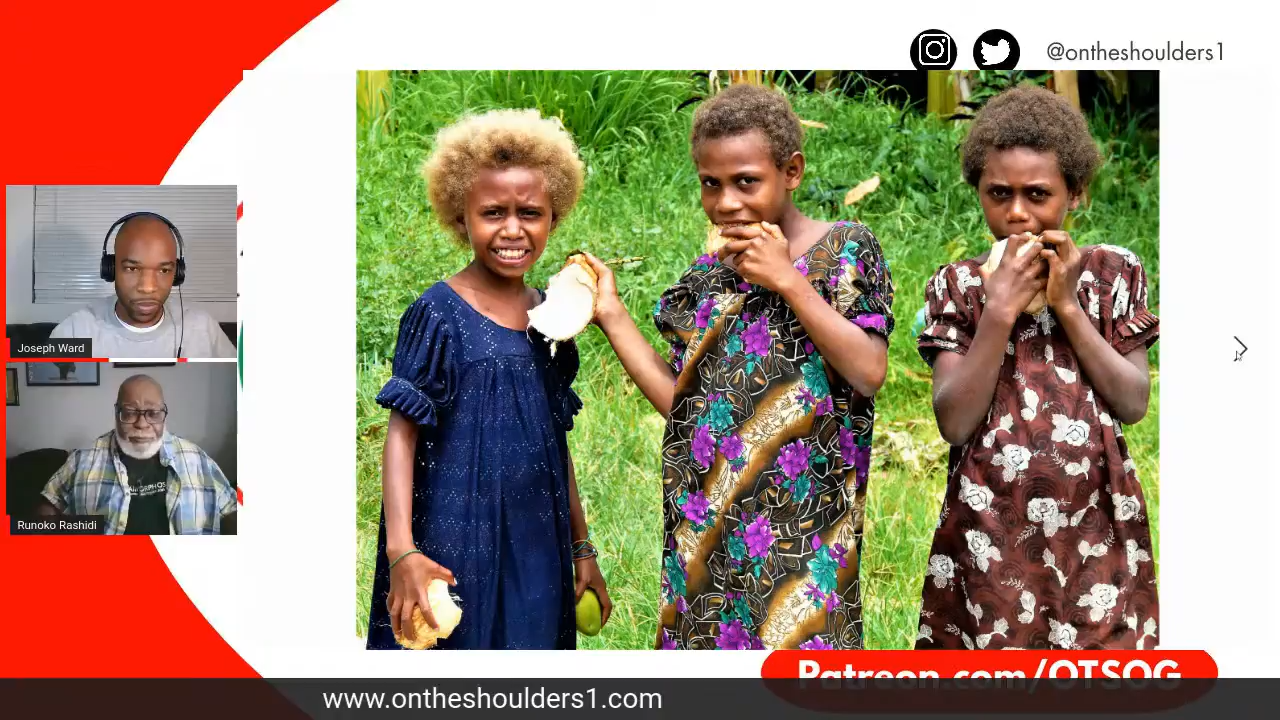 @ontheshoulders1
Joseph Ward
Runoko Rashidi
Patreon.com/OTSOG
www.ontheshoulders1.com